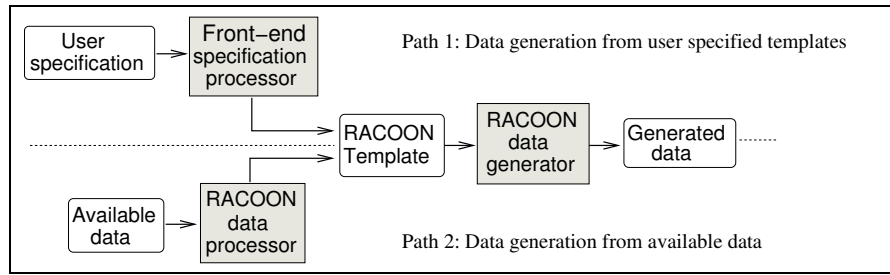 User
specification
Front–end
specification
processor
Path 1: Data generation from user specified templates
RACOON
Template
RACOON
data
generator
Generated
data
Available
data
RACOON
data
processor
Path 2: Data generation from available data